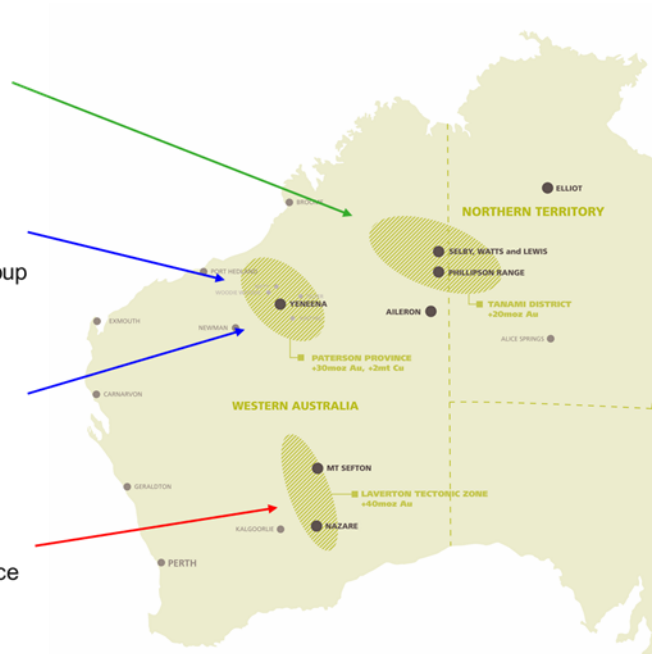 ELLIOT
NORTHERN TERRITORY
BROOME
SELBY, WATTS and LEWIS
oup
PORT HEDLAND
PHILLIPSON RANGE
YENEENA
TANAMI DISTRICT
+20moz Au
AILERON
EXMOUTH
NEWMAN
ALICE SPRINGS
PATERSON PROVINCE
+30moz Au, +2mt Cu
CARNARVON
WESTERN AUSTRALIA
MT SEFTON
GERALDTON
LAVERTON TECTONIC ZONE
+40moz Au
KALGOORLIE
NAZARE
PERTH
ce